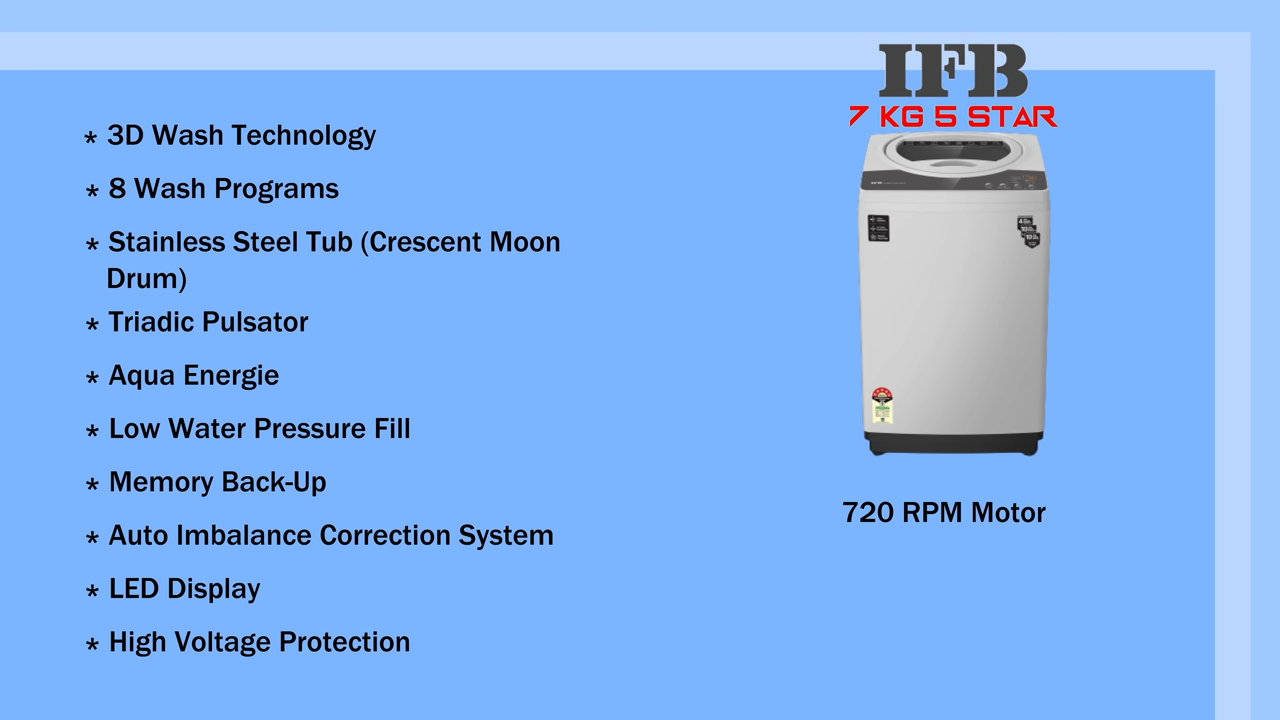 * 3D Wash Technology
* 8 Wash Programs
* Stainless Steel Tub (Crescent Moon
Drum)
* Triadic Pulsator
* Aqua Energie
* Low Water Pressure Fill
* Memory Back-Up
* Auto Imbalance Correction System
* LED Display
* High Voltage Protection
IFB
7 KG 5 STAR
IFB
720 RPM Motor